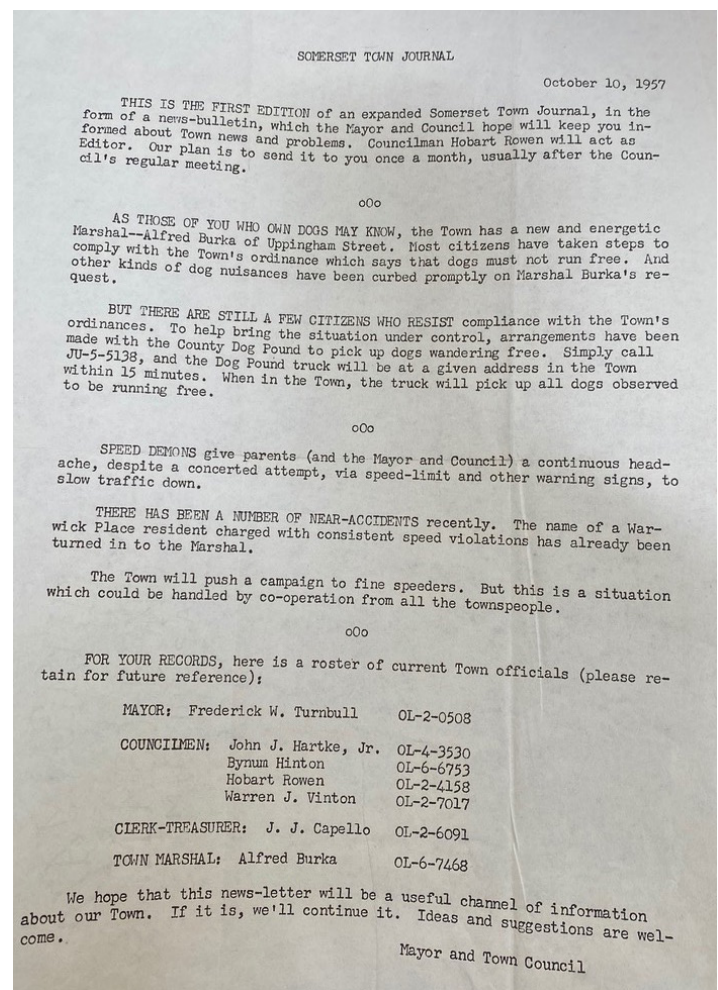 SOMERSET TOWN JOURNAL
October 10, 1957
THIS IS THE FIRST EDITION of an expanded Somerset Town Journal, in the
form of a news-bulletin, which the Mayor and Council hope will keep you in-
formed about Town news and problems. Councilman Hobart Rowen will act as
Editor. Our plan is to send it to you once a month, usually after the Coun-
cil's regular meeting.
oOo
AS THOSE OF YOU WHO OWN DOGS MAY KNOW, the Town has a new and energetic
Marshal--Alfred Burka of Uppingham Street. Most citizens have taken steps to
comply with the Town's ordinance which says that dogs must not run free. And
other kinds of dog nuisances have been curbed promptly on Marshal Burka's re-
quest.
BUT THERE ARE STILL A FEW CITIZENS WHO RESIST compliance with the Town's
ordinances. To help bring the situation under control, arrangements have been
made with the County Dog Pound to pick up dogs wandering free. Simply call
JU-5-5138, and the Dog Pound truck will be at a given address in the Town
within 15 minutes. When in the Town, the truck will pick up all dogs observed
to be running free.
oOo
SPEED DEMONS give parents (and the Mayor and Council) a continuous head-
ache, despite a concerted attempt, via speed-limit and other warning signs, to
slow traffic down.
THERE HAS BEEN A NUMBER OF NEAR-ACCIDENTS recently. The name of a War-
wick Place resident charged with consistent speed violations has already been
turned in to the Marshal.
The Town will push a campaign to fine speeders. But this is a situation
which could be handled by co-operation from all the townspeople.
oOo
FOR YOUR RECORDS, here is a roster of current Town officials (please re-
tain for future reference):
MAYOR: Frederick W. Turnbull OL-2-0508
COUNCILMEN: John J. Hartke, Jr. OL-4-3530
Bynum Hinton OL-6-6753
Hobart Rowen OL-2-4158
Warren J. Vinton OL-2-7017
CLERK-TREASURER: J. J. Capello OL-2-6091
TOWN MARSHAL: Alfred Burka OL-6-7468
We hope that this news-letter will be a useful channel of information
about our Town. If it is, we'll continue it. Ideas and suggestions are wel-
come.
Mayor and Town Council